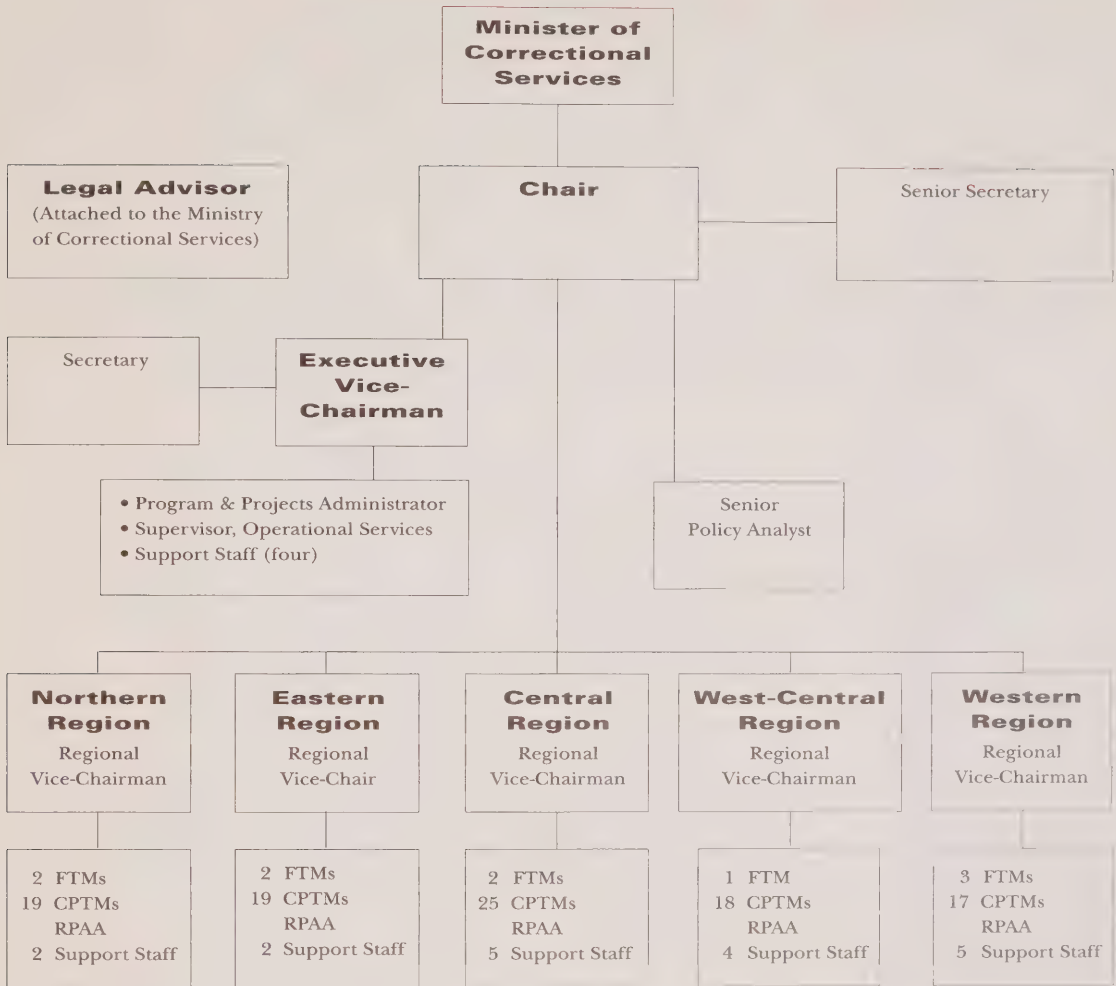 Minister of
Correctional
Services
Legal Advisor
(Attached to the Ministry
of Correctional Services)
Chair
Senior Secretary
Secretary
Executive
Vice-
Chairman
• Program & Projects Administrator
• Supervisor, Operational Services
• Support Staff (four)
Senior
Policy Analyst
Northern
Region
Regional
Vice-Chairman
Eastern
Region
Regional
Vice-Chair
Central
Region
Regional
Vice-Chairman
West-Central
Region
Regional
Vice-Chairman
Western
Region
Regional
Vice-Chairman
2 FTMs
19 CPTMs
RPAA
2 Support Staff
2 FTMs
19 CPTMs
RPAA
2 Support Staff
2 FTMs
25 CPTMs
RPAA
5 Support Staff
1 FTM
18 CPTMs
RPAA
4 Support Staff
3 FTMs
17 CPTMs
RPAA
5 Support Staff